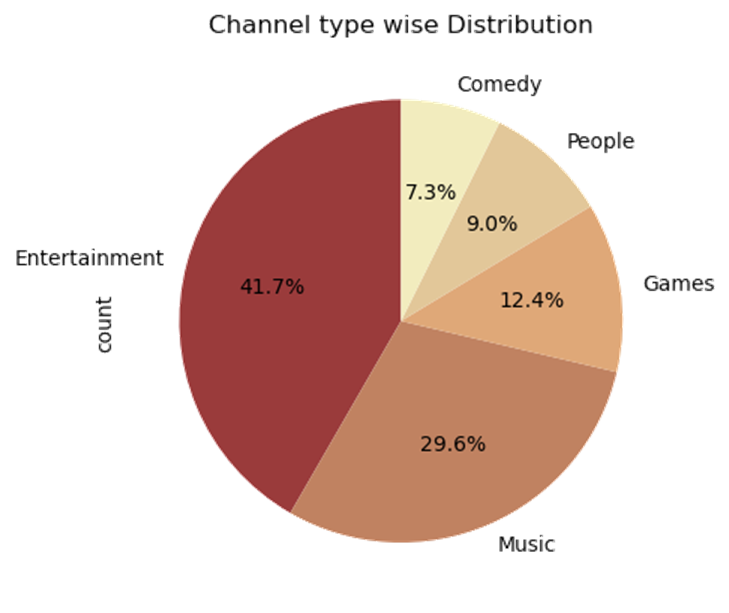 Channel type wise Distribution
Comedy
People
7.3%
9.0%
Entertainment
41.7%
Games
12.4%
count
29.6%
Music